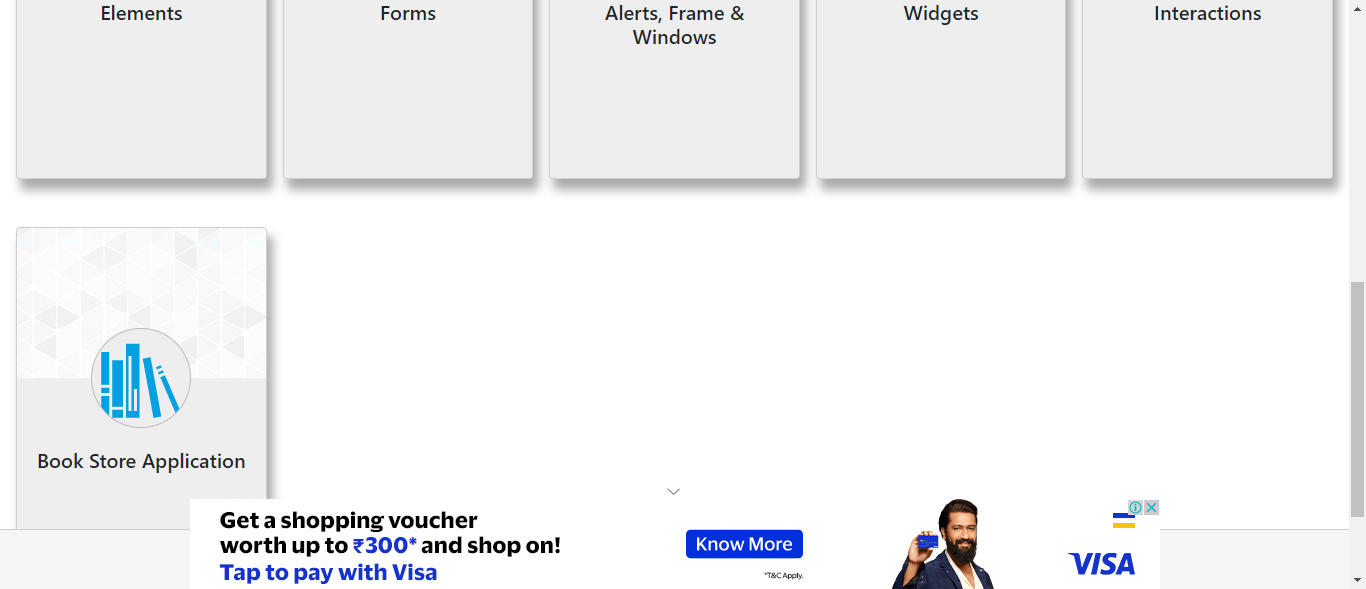 Elements
Forms
Alerts, Frame &
Windows
Widgets
Interactions
Book Store Application
Get a shopping voucher
worth up to ₹300* and shop on!
Tap to pay with Visa
Know More
*T&C Apply.
VISA